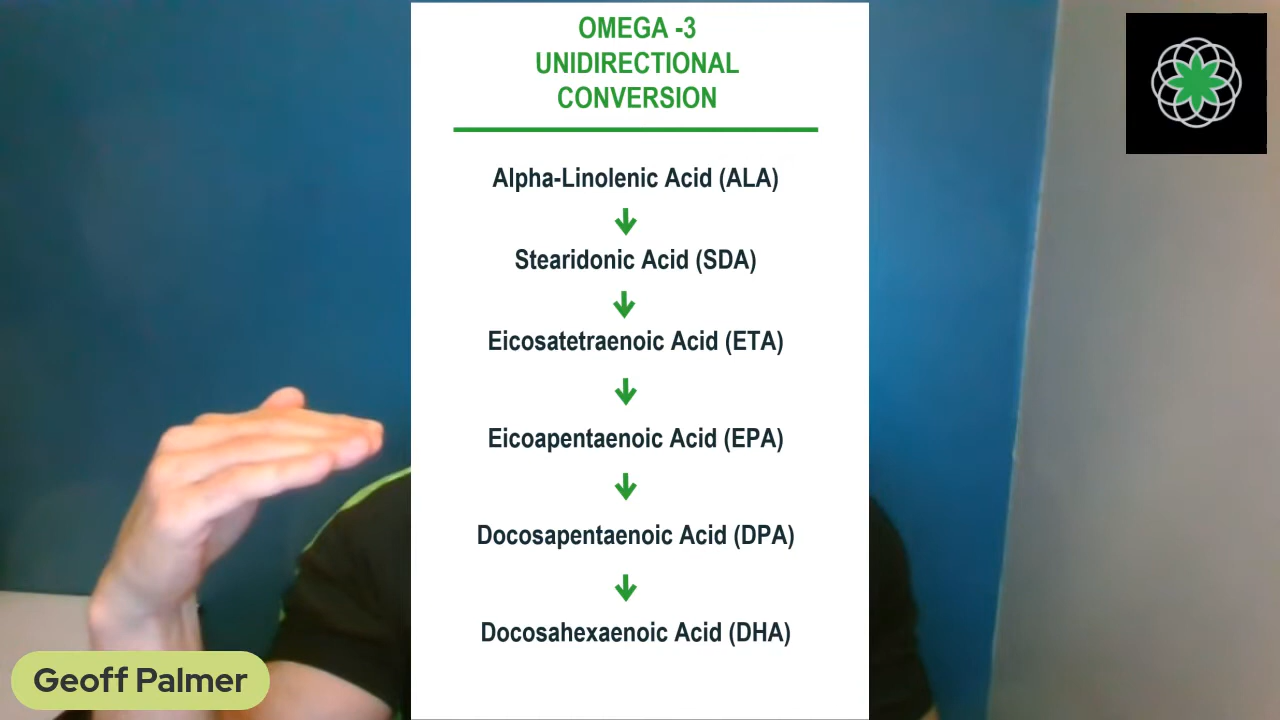 OMEGA -3
UNIDIRECTIONAL
CONVERSION
Alpha-Linolenic Acid (ALA)
Stearidonic Acid (SDA)
Eicosatetraenoic Acid (ETA)
Eicoapentaenoic Acid (EPA)
Docosapentaenoic Acid (DPA)
Docosahexaenoic Acid (DHA)
Geoff Palmer